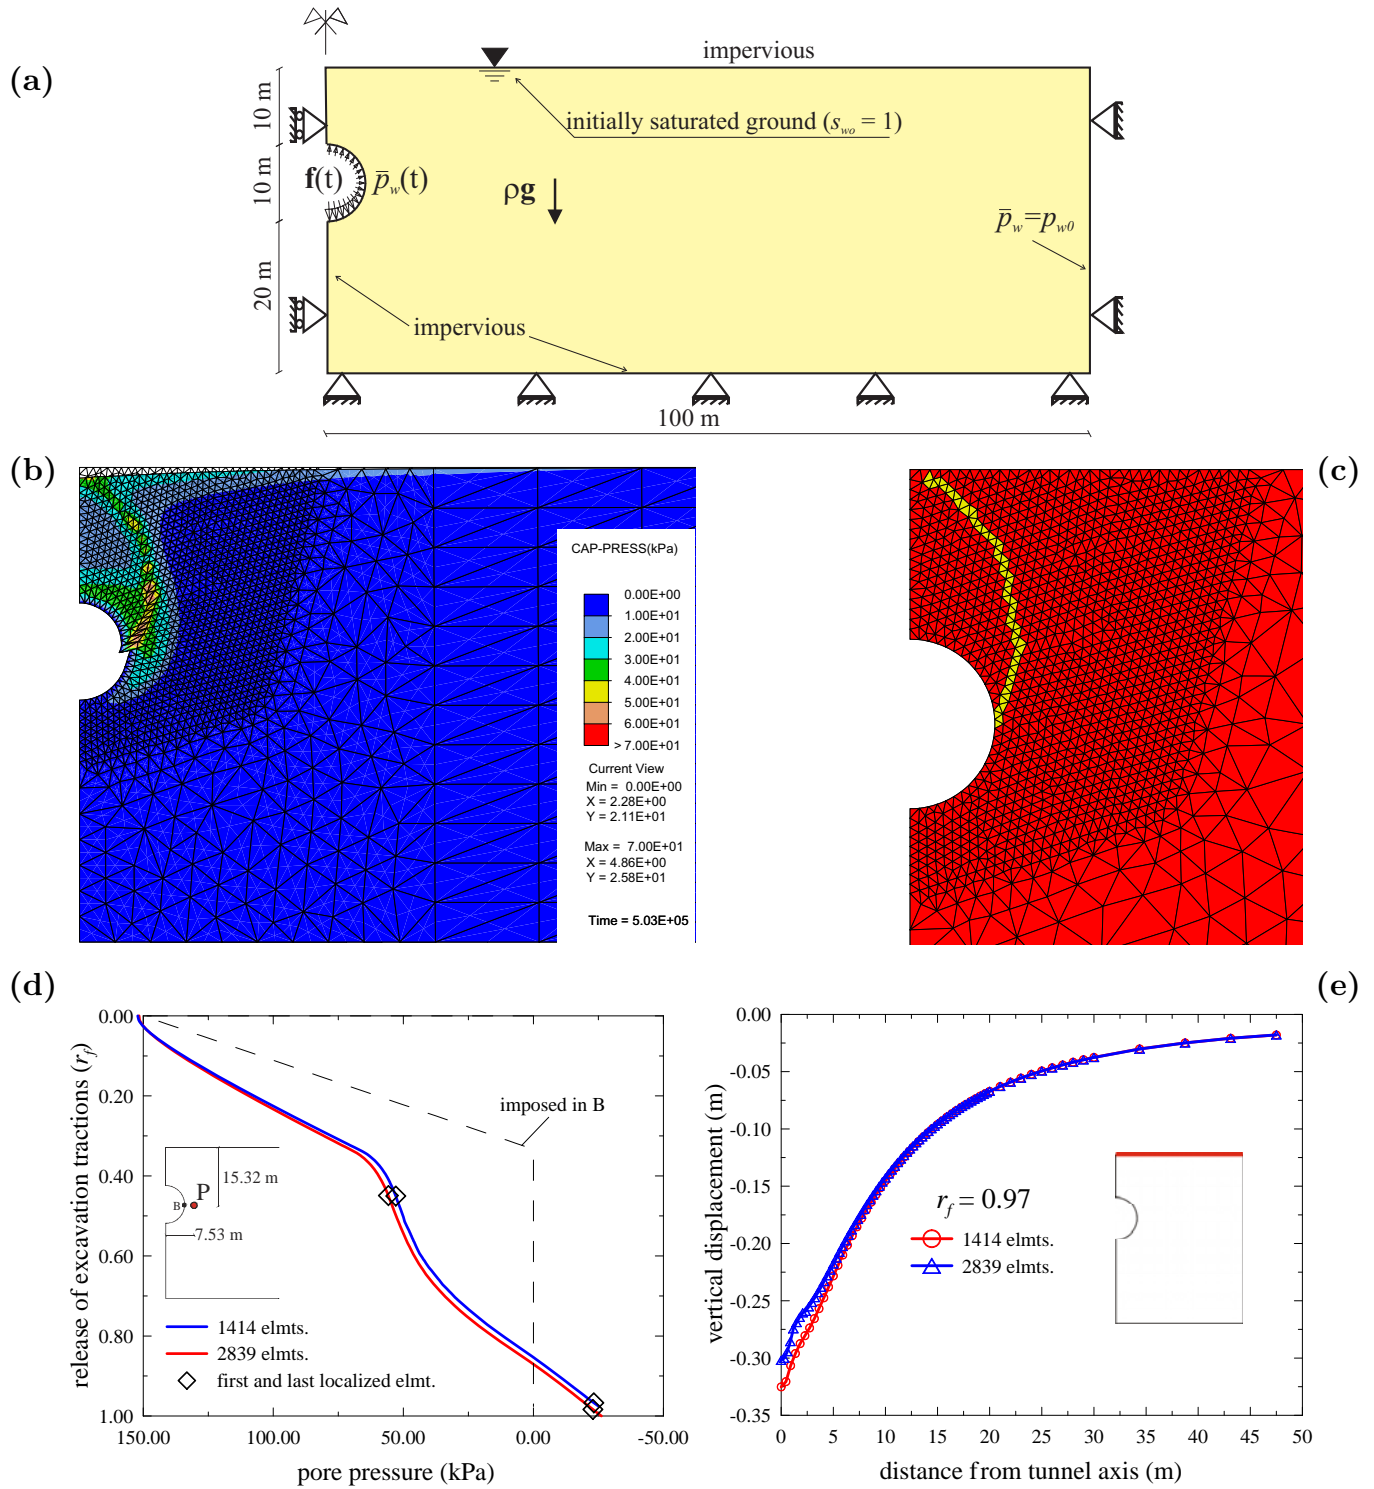 (a)
impervious
10 m
initially saturated ground (s_wo = 1)
10 m
f(t)
p̅_w(t)
ρg
p̅_w=p_w0
20 m
impervious
100 m
(b)
(c)
CAP-PRESS(kPa)
0.00E+00
1.00E+01
2.00E+01
3.00E+01
4.00E+01
5.00E+01
6.00E+01
> 7.00E+01
Current View
Min = 0.00E+00
X = 2.28E+00
Y = 2.11E+01
Max = 7.00E+01
X = 4.86E+00
Y = 2.58E+01
Time = 5.03E+05
(d)
release of excavation tractions (r_f)
0.00
0.20
0.40
0.60
0.80
1.00
imposed in B
15.32 m
P
B
7.53 m
1414 elmts.
2839 elmts.
first and last localized elmt.
150.00
100.00
50.00
0.00
-50.00
pore pressure (kPa)
(e)
vertical displacement (m)
0.00
-0.05
-0.10
-0.15
-0.20
-0.25
-0.30
-0.35
r_f = 0.97
1414 elmts.
2839 elmts.
0
5
10
15
20
25
30
35
40
45
50
distance from tunnel axis (m)